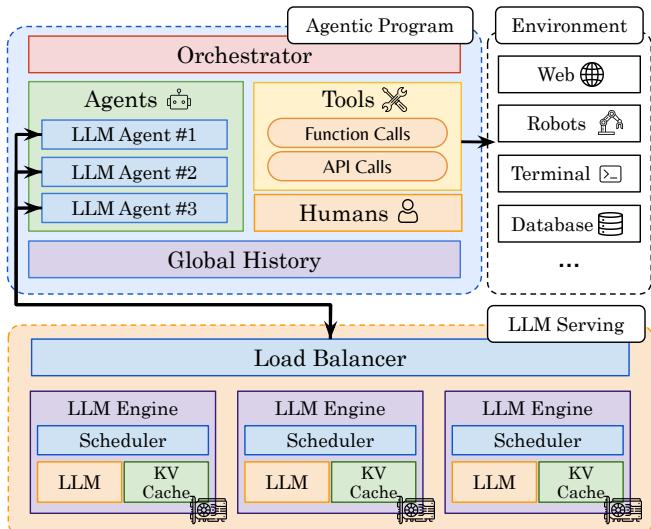 Agentic Program
Orchestrator
Agents
LLM Agent #1
LLM Agent #2
LLM Agent #3
Tools
Function Calls
API Calls
Humans
Global History
Environment
Web
Robots
Terminal
Database
...
LLM Serving
Load Balancer
LLM Engine
Scheduler
LLM
KV
Cache
LLM Engine
Scheduler
LLM
KV
Cache
LLM Engine
Scheduler
LLM
KV
Cache